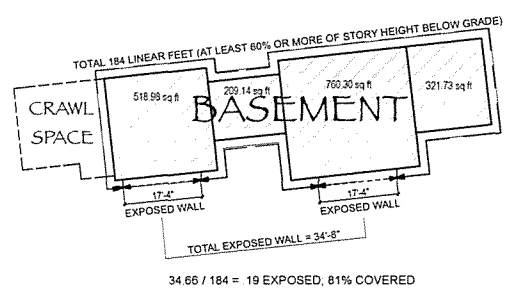 TOTAL 184 LINEAR FEET (AT LEAST 60% OR MORE OF STORY HEIGHT BELOW GRADE)
518.98 sq ft
209.14 sq ft
760.30 sq ft
321.73 sq ft
CRAWL
SPACE
BASEMENT
17'-4"
EXPOSED WALL
17'-4"
EXPOSED WALL
TOTAL EXPOSED WALL = 34'-8"
34.66 / 184 = .19 EXPOSED; 81% COVERED